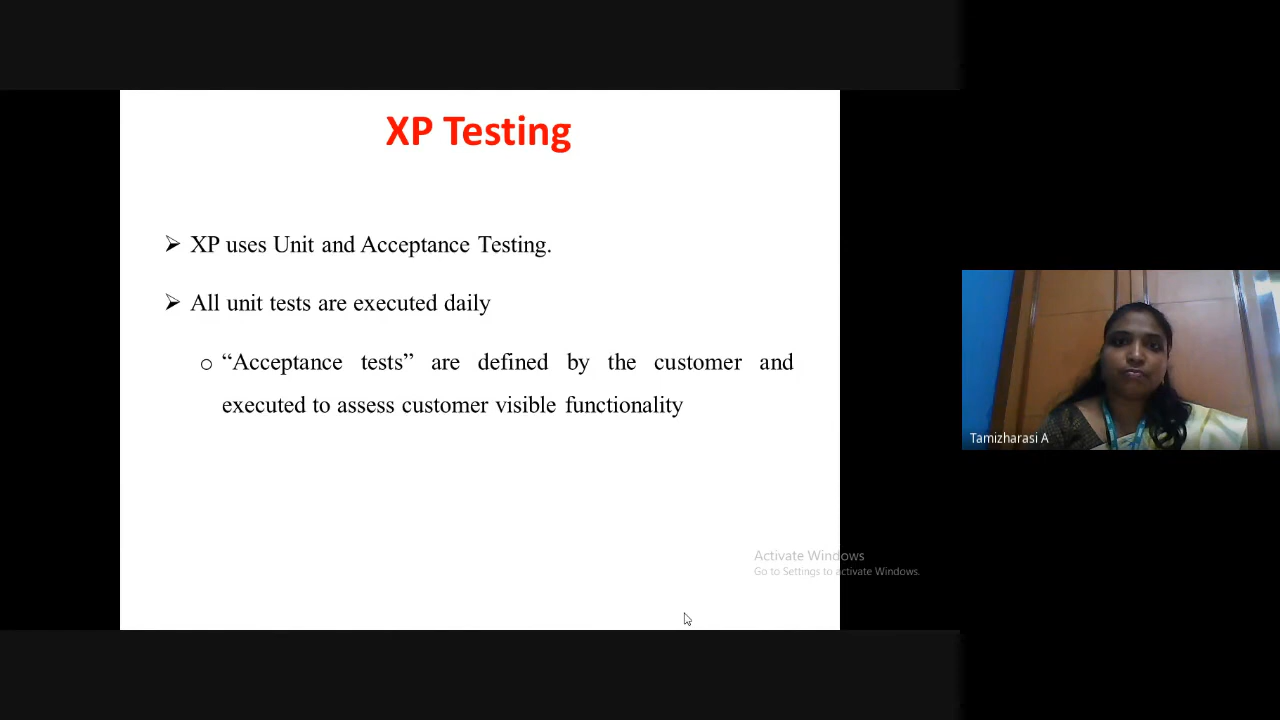 XP Testing
➢ XP uses Unit and Acceptance Testing.
➢ All unit tests are executed daily
o “Acceptance tests” are defined by the customer and
executed to assess customer visible functionality
Tamizharasi A
Activate Windows
Go to Settings to activate Windows.